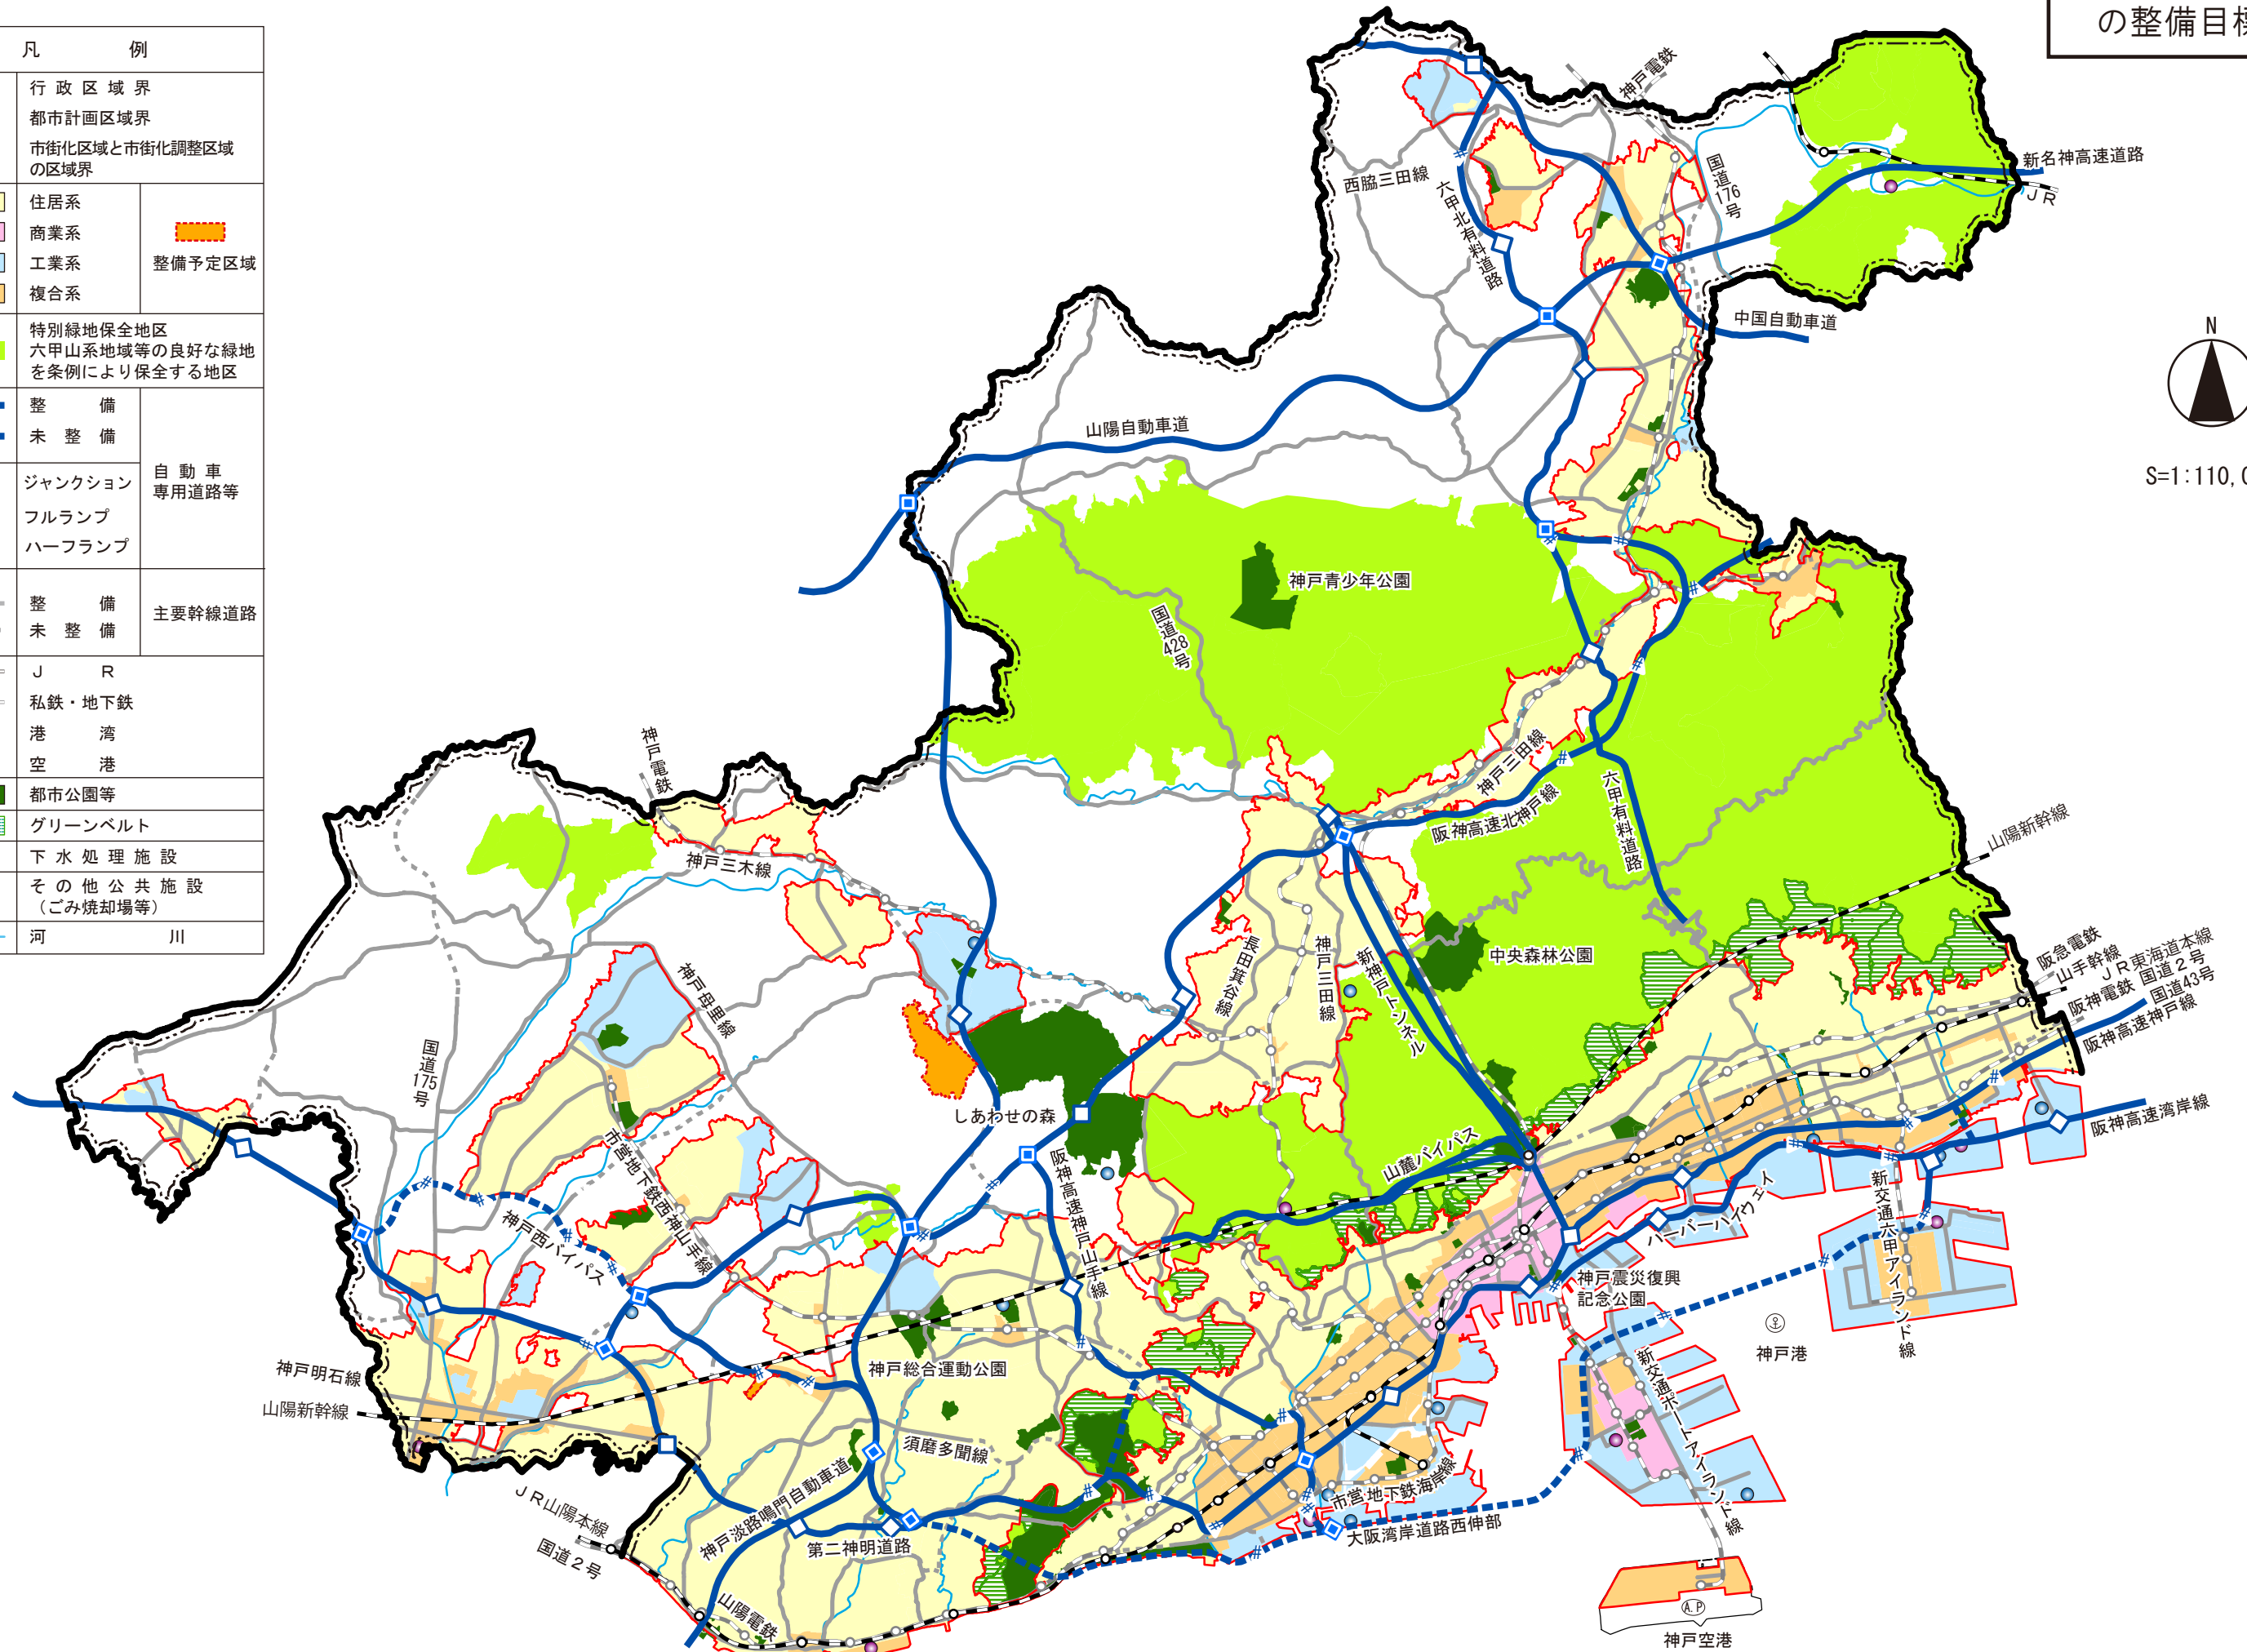 の整備目標
凡例
行政区域界
都市計画区域界
市街化区域と市街化調整区域
の区域界
住居系
商業系
工業系
複合系
整備予定区域
特別緑地保全地区
六甲山系地域等の良好な緑地
を条例により保全する地区
整備
未整備
ジャンクション
フルランプ
ハーフランプ
自動車
専用道路等
整備
未整備
主要幹線道路
JR
私鉄・地下鉄
港湾
空港
都市公園等
グリーンベルト
下水処理施設
その他公共施設
（ごみ焼却場等）
河川
N
S=1:110,0
神戸電鉄
西脇三田線
六甲北有料道路
国道176号
新名神高速道路
JR
中国自動車道
山陽自動車道
神戸青少年公園
国道428号
神戸三田線
阪神高速北神戸線
六甲有料道路
山陽新幹線
神戸電鉄
神戸三木線
神戸母里線
長田箕谷線
神戸三田線
新神戸トンネル
中央森林公園
阪急電鉄
山手幹線
JR東海道本線
阪神電鉄
国道2号
国道43号
阪神高速神戸線
阪神高速湾岸線
国道175号
しあわせの森
市営地下鉄西神山手線
神戸西バイパス
阪神高速神戸山手線
山麓バイパス
ハーバーハイウェイ
新交通六甲アイランド線
神戸震災復興
記念公園
神戸港
新交通ポートアイランド線
神戸明石線
山陽新幹線
神戸総合運動公園
須磨多聞線
神戸淡路鳴門自動車道
市営地下鉄海岸線
大阪湾岸道路西伸部
JR山陽本線
国道2号
第二神明道路
山陽電鉄
A.P
神戸空港